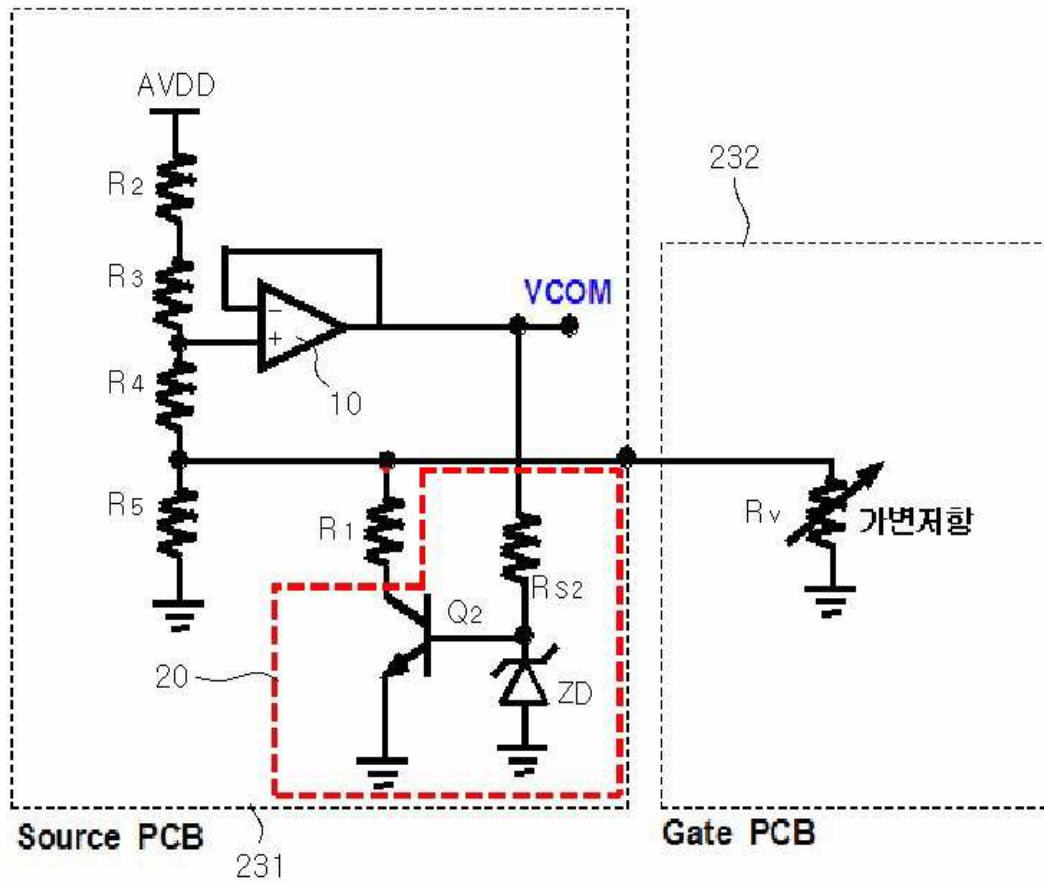 AVDD
232
R2
R3
VCOM
−
+
R4
10
R5
R1
RS2
Rv
가변저항
Q2
20
ZD
Source PCB
Gate PCB
231